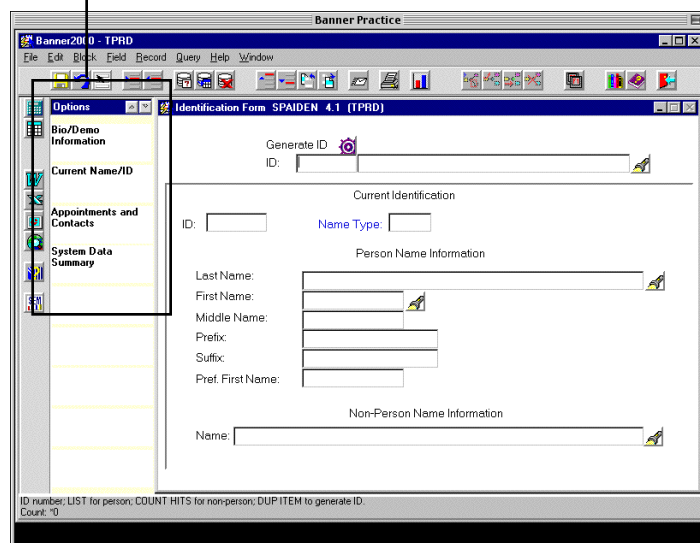 Banner Practice
Banner2000 - TPRD
File Edit Block Field Record Query Help Window
Options
Identification Form SPAIDEN 4.1 (TPRD)
Bio/Demo
Information
Current Name/ID
Appointments and
Contacts
System Data
Summary
Generate ID
ID:
Current Identification
ID:
Name Type:
Person Name Information
Last Name:
First Name:
Middle Name:
Prefix:
Suffix:
Pref. First Name:
Non-Person Name Information
Name:
ID number; LIST for person; COUNT HITS for non-person; DUP ITEM to generate ID.
Count: *0